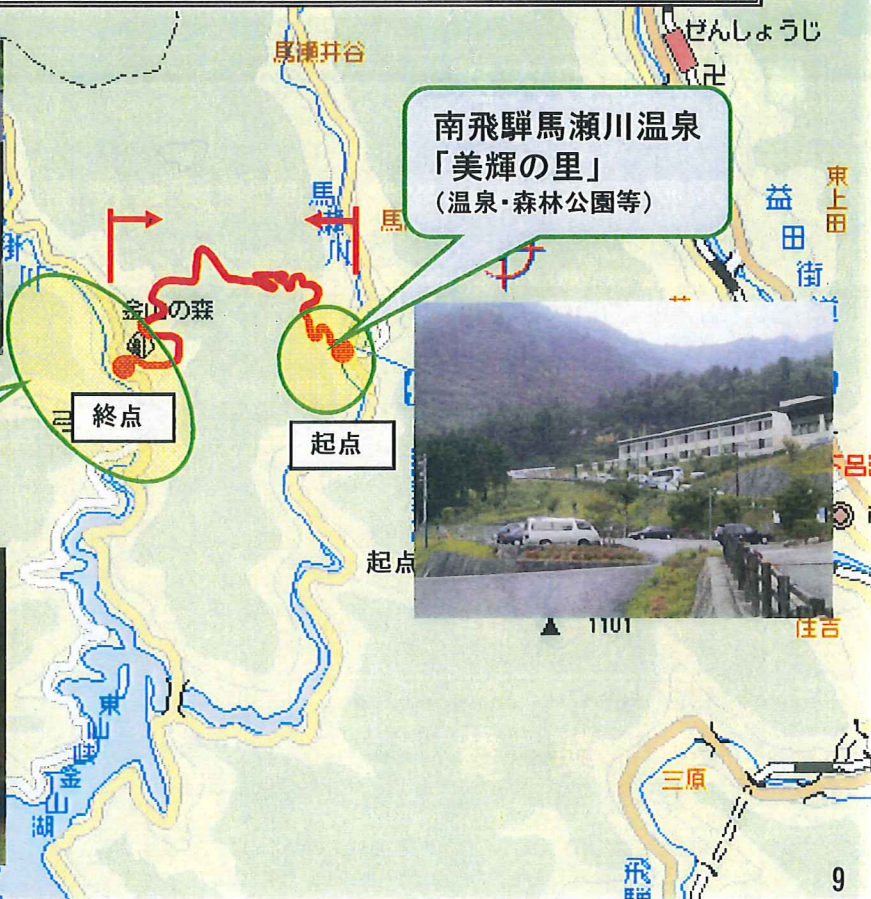 ぜんしょうじ
馬瀬井谷
南飛騨馬瀬川温泉
「美輝の里」
(温泉・森林公園等)
東上田
益田街道
馬瀬川
馬
金山の森
終点
起点
起点
1101
住吉
東山峡金山湖
三原
飛騨
9